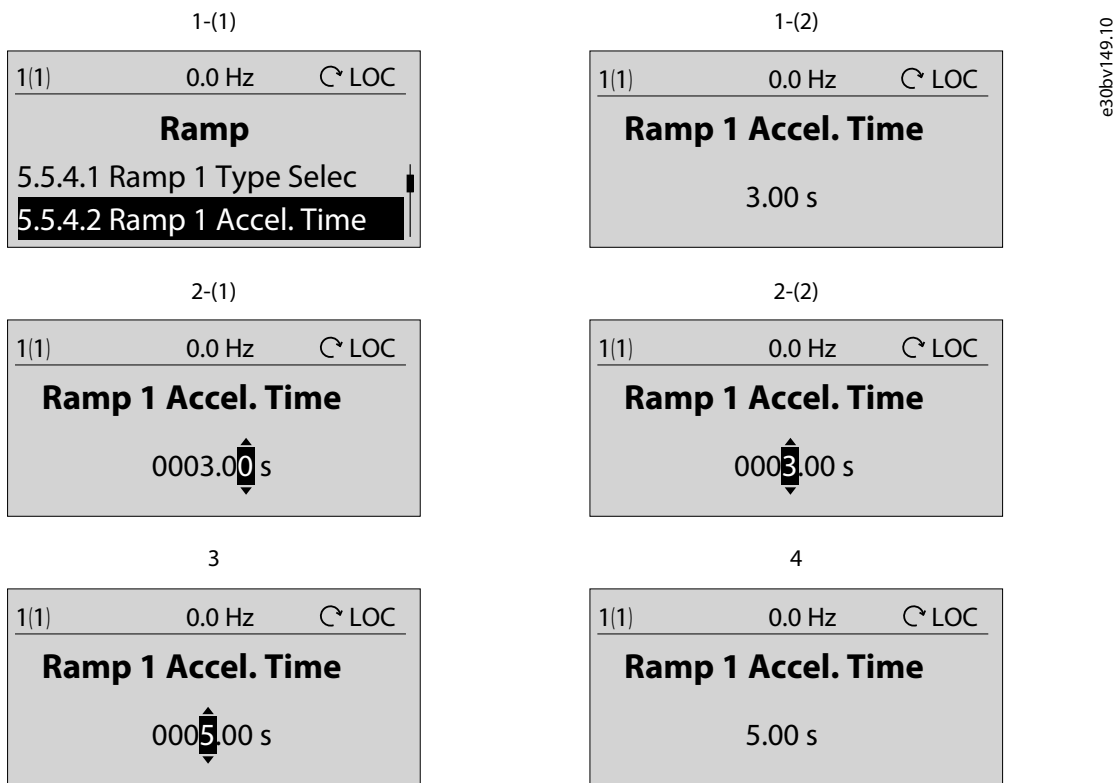 1-(1)
1(1) 0.0 Hz LOC
Ramp
5.5.4.1 Ramp 1 Type Selec
5.5.4.2 Ramp 1 Accel. Time
1-(2)
1(1) 0.0 Hz LOC
Ramp 1 Accel. Time
3.00 s
2-(1)
1(1) 0.0 Hz LOC
Ramp 1 Accel. Time
0003.00 s
2-(2)
1(1) 0.0 Hz LOC
Ramp 1 Accel. Time
0003.00 s
3
1(1) 0.0 Hz LOC
Ramp 1 Accel. Time
0005.00 s
4
1(1) 0.0 Hz LOC
Ramp 1 Accel. Time
5.00 s
e30bv149.10